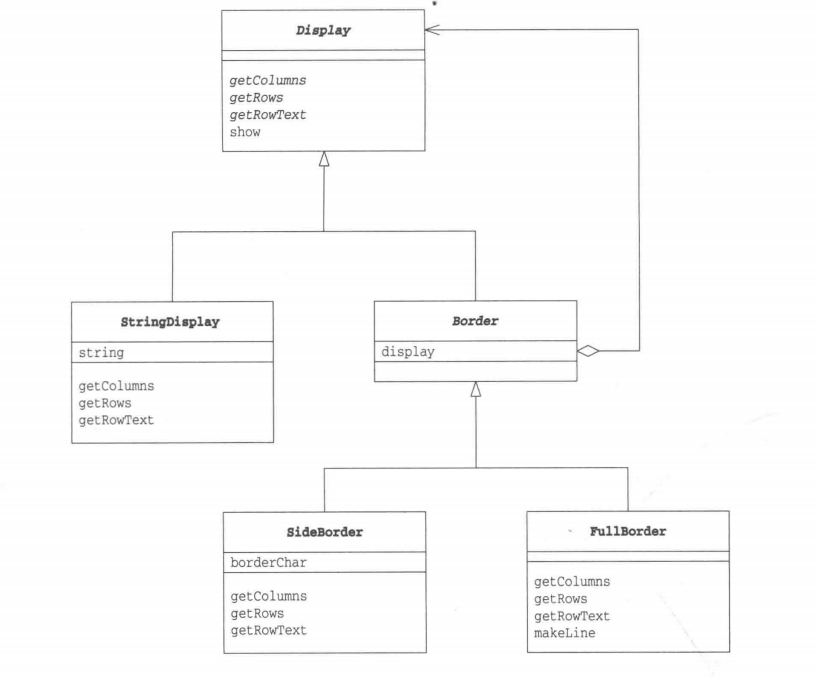 *
Display
getColumns
getRows
getRowText
show
StringDisplay
string
getColumns
getRows
getRowText
Border
display
SideBorder
borderChar
getColumns
getRows
getRowText
FullBorder
getColumns
getRows
getRowText
makeLine